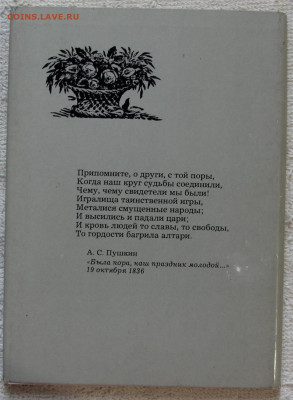 COINS.LAVE.RU
Припомните, о други, с той поры,
Когда наш круг судьбы соединили,
Чему, чему свидетели мы были!
Игралища таинственной игры,
Металися смущенные народы;
И высились и падали цари;
И кровь людей то славы, то свободы,
То гордости багрила алтари.
А. С. Пушкин
«Была пора, наш праздник молодой...»
19 октября 1836